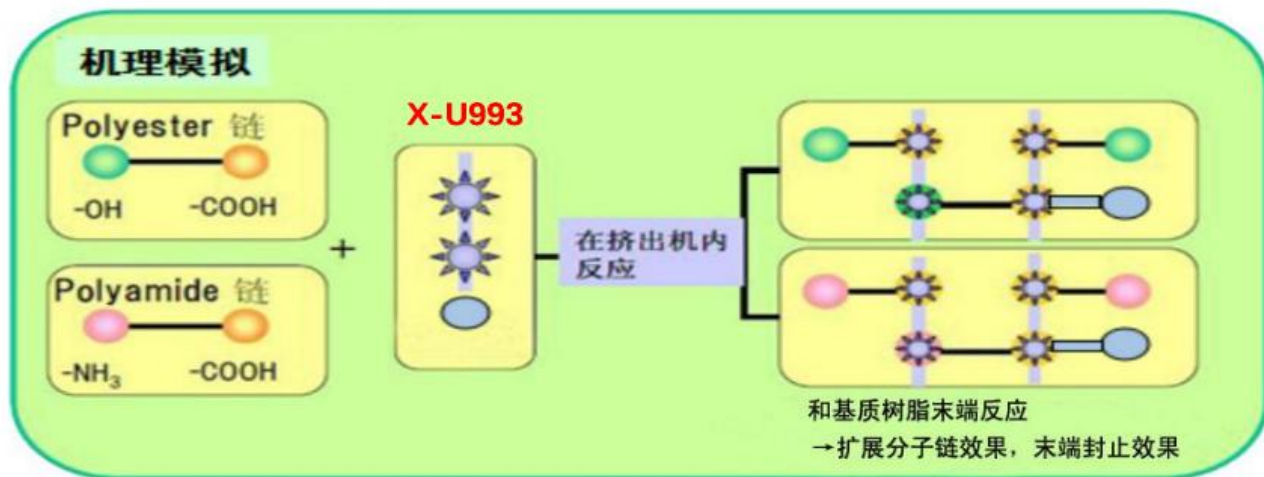 机理模拟
Polyester 链
-OH -COOH
+
Polyamide 链
-NH₃ -COOH
X-U993
在挤出机内
反应
和基质树脂末端反应
→扩展分子链效果，末端封止效果